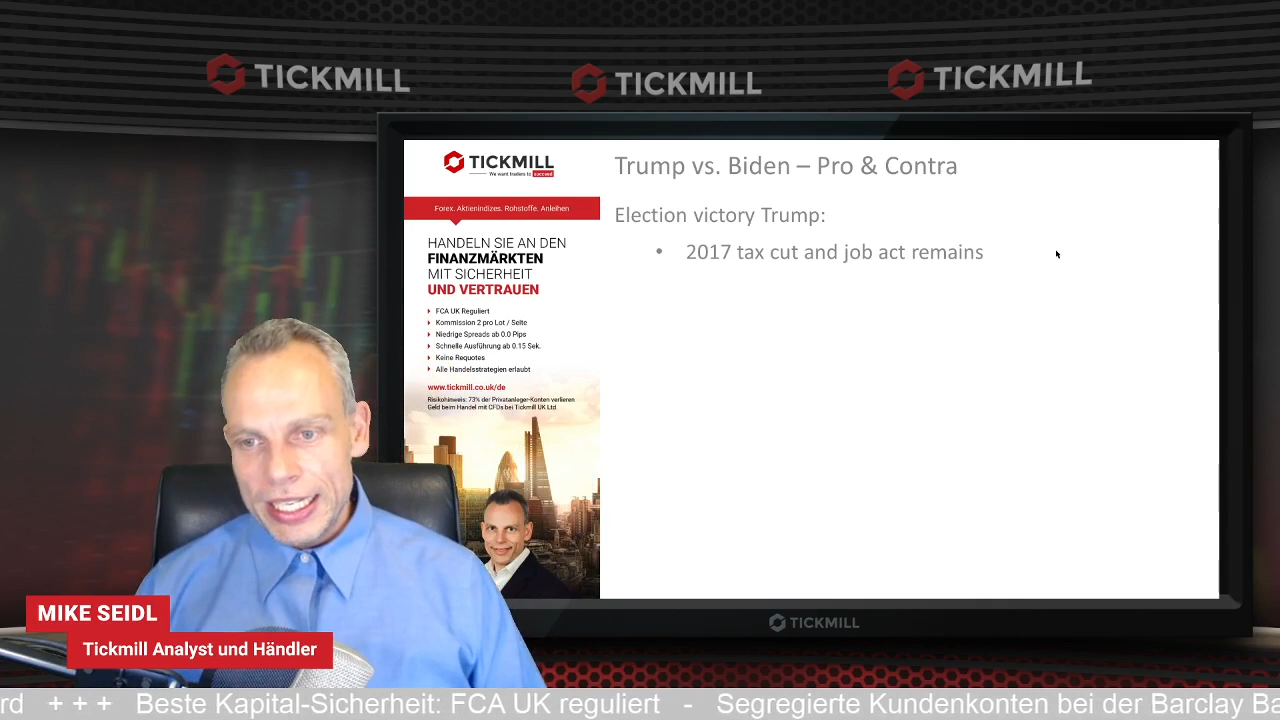 TICKMILL
TICKMILL
TICKMILL
TICKMILL
We want traders to succeed
Forex. Aktienindizes. Rohstoffe. Anleihen
HANDELN SIE AN DEN
FINANZMÄRKTEN
MIT SICHERHEIT
UND VERTRAUEN
FCA UK Reguliert
Kommission 2 pro Lot / Seite
Niedrige Spreads ab 0.0 Pips
Schnelle Ausführung ab 0.15 Sek.
Keine Requotes
Alle Handelsstrategien erlaubt
www.tickmill.co.uk/de
Risikohinweis: 73% der Privatanleger-Konten verlieren
Geld beim Handel mit CFDs bei Tickmill UK Ltd.
Trump vs. Biden – Pro & Contra
Election victory Trump:
• 2017 tax cut and job act remains
TICKMILL
MIKE SEIDL
Tickmill Analyst und Händler
rd +++ Beste Kapital-Sicherheit: FCA UK reguliert - Segregierte Kundenkonten bei der Barclay Ba